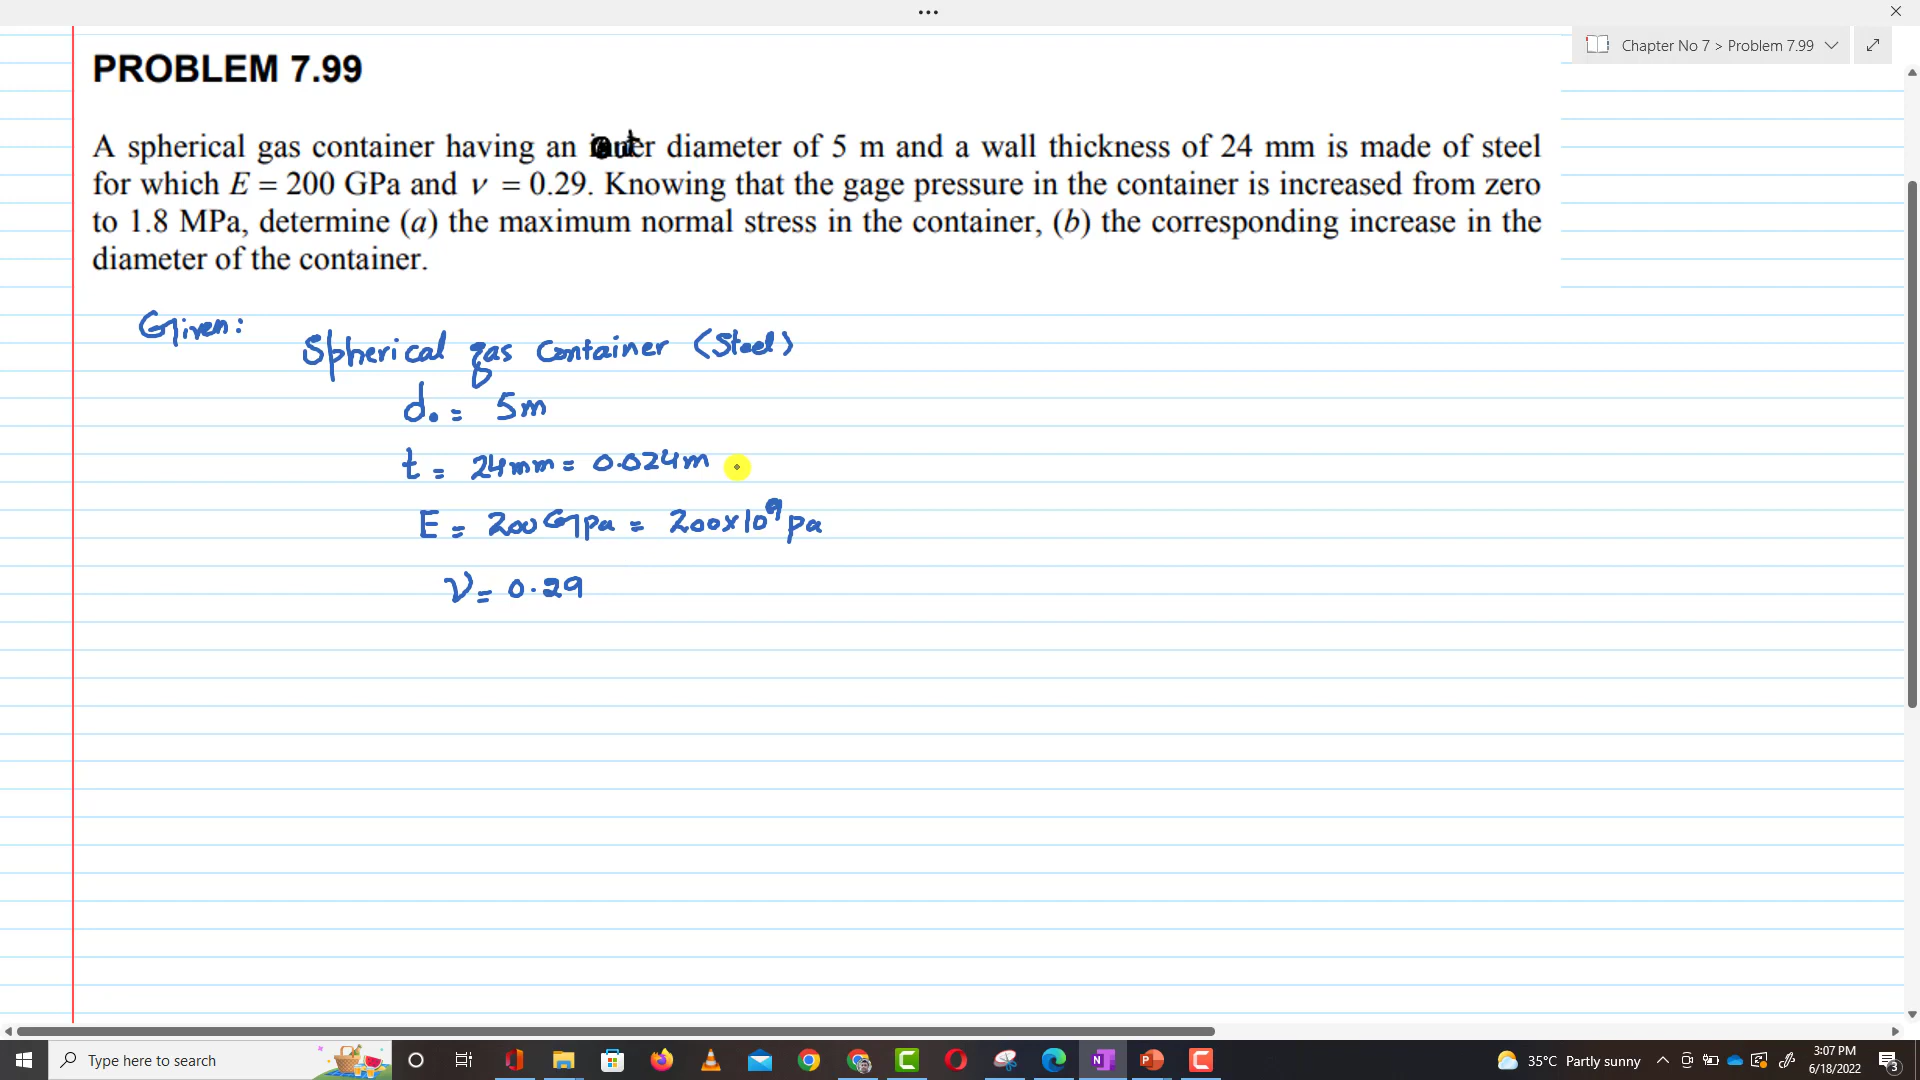 Chapter No 7 > Problem 7.99
PROBLEM 7.99
A spherical gas container having an outer diameter of 5 m and a wall thickness of 24 mm is made of steel
for which E = 200 GPa and ν = 0.29. Knowing that the gage pressure in the container is increased from zero
to 1.8 MPa, determine (a) the maximum normal stress in the container, (b) the corresponding increase in the
diameter of the container.
Given:
Spherical gas container (Steel)
d₀ = 5m
t = 24mm = 0.024m
E = 200 Gpa = 200×10⁹ pa
ν = 0.29
Type here to search
35°C Partly sunny
3:07 PM
6/18/2022
3